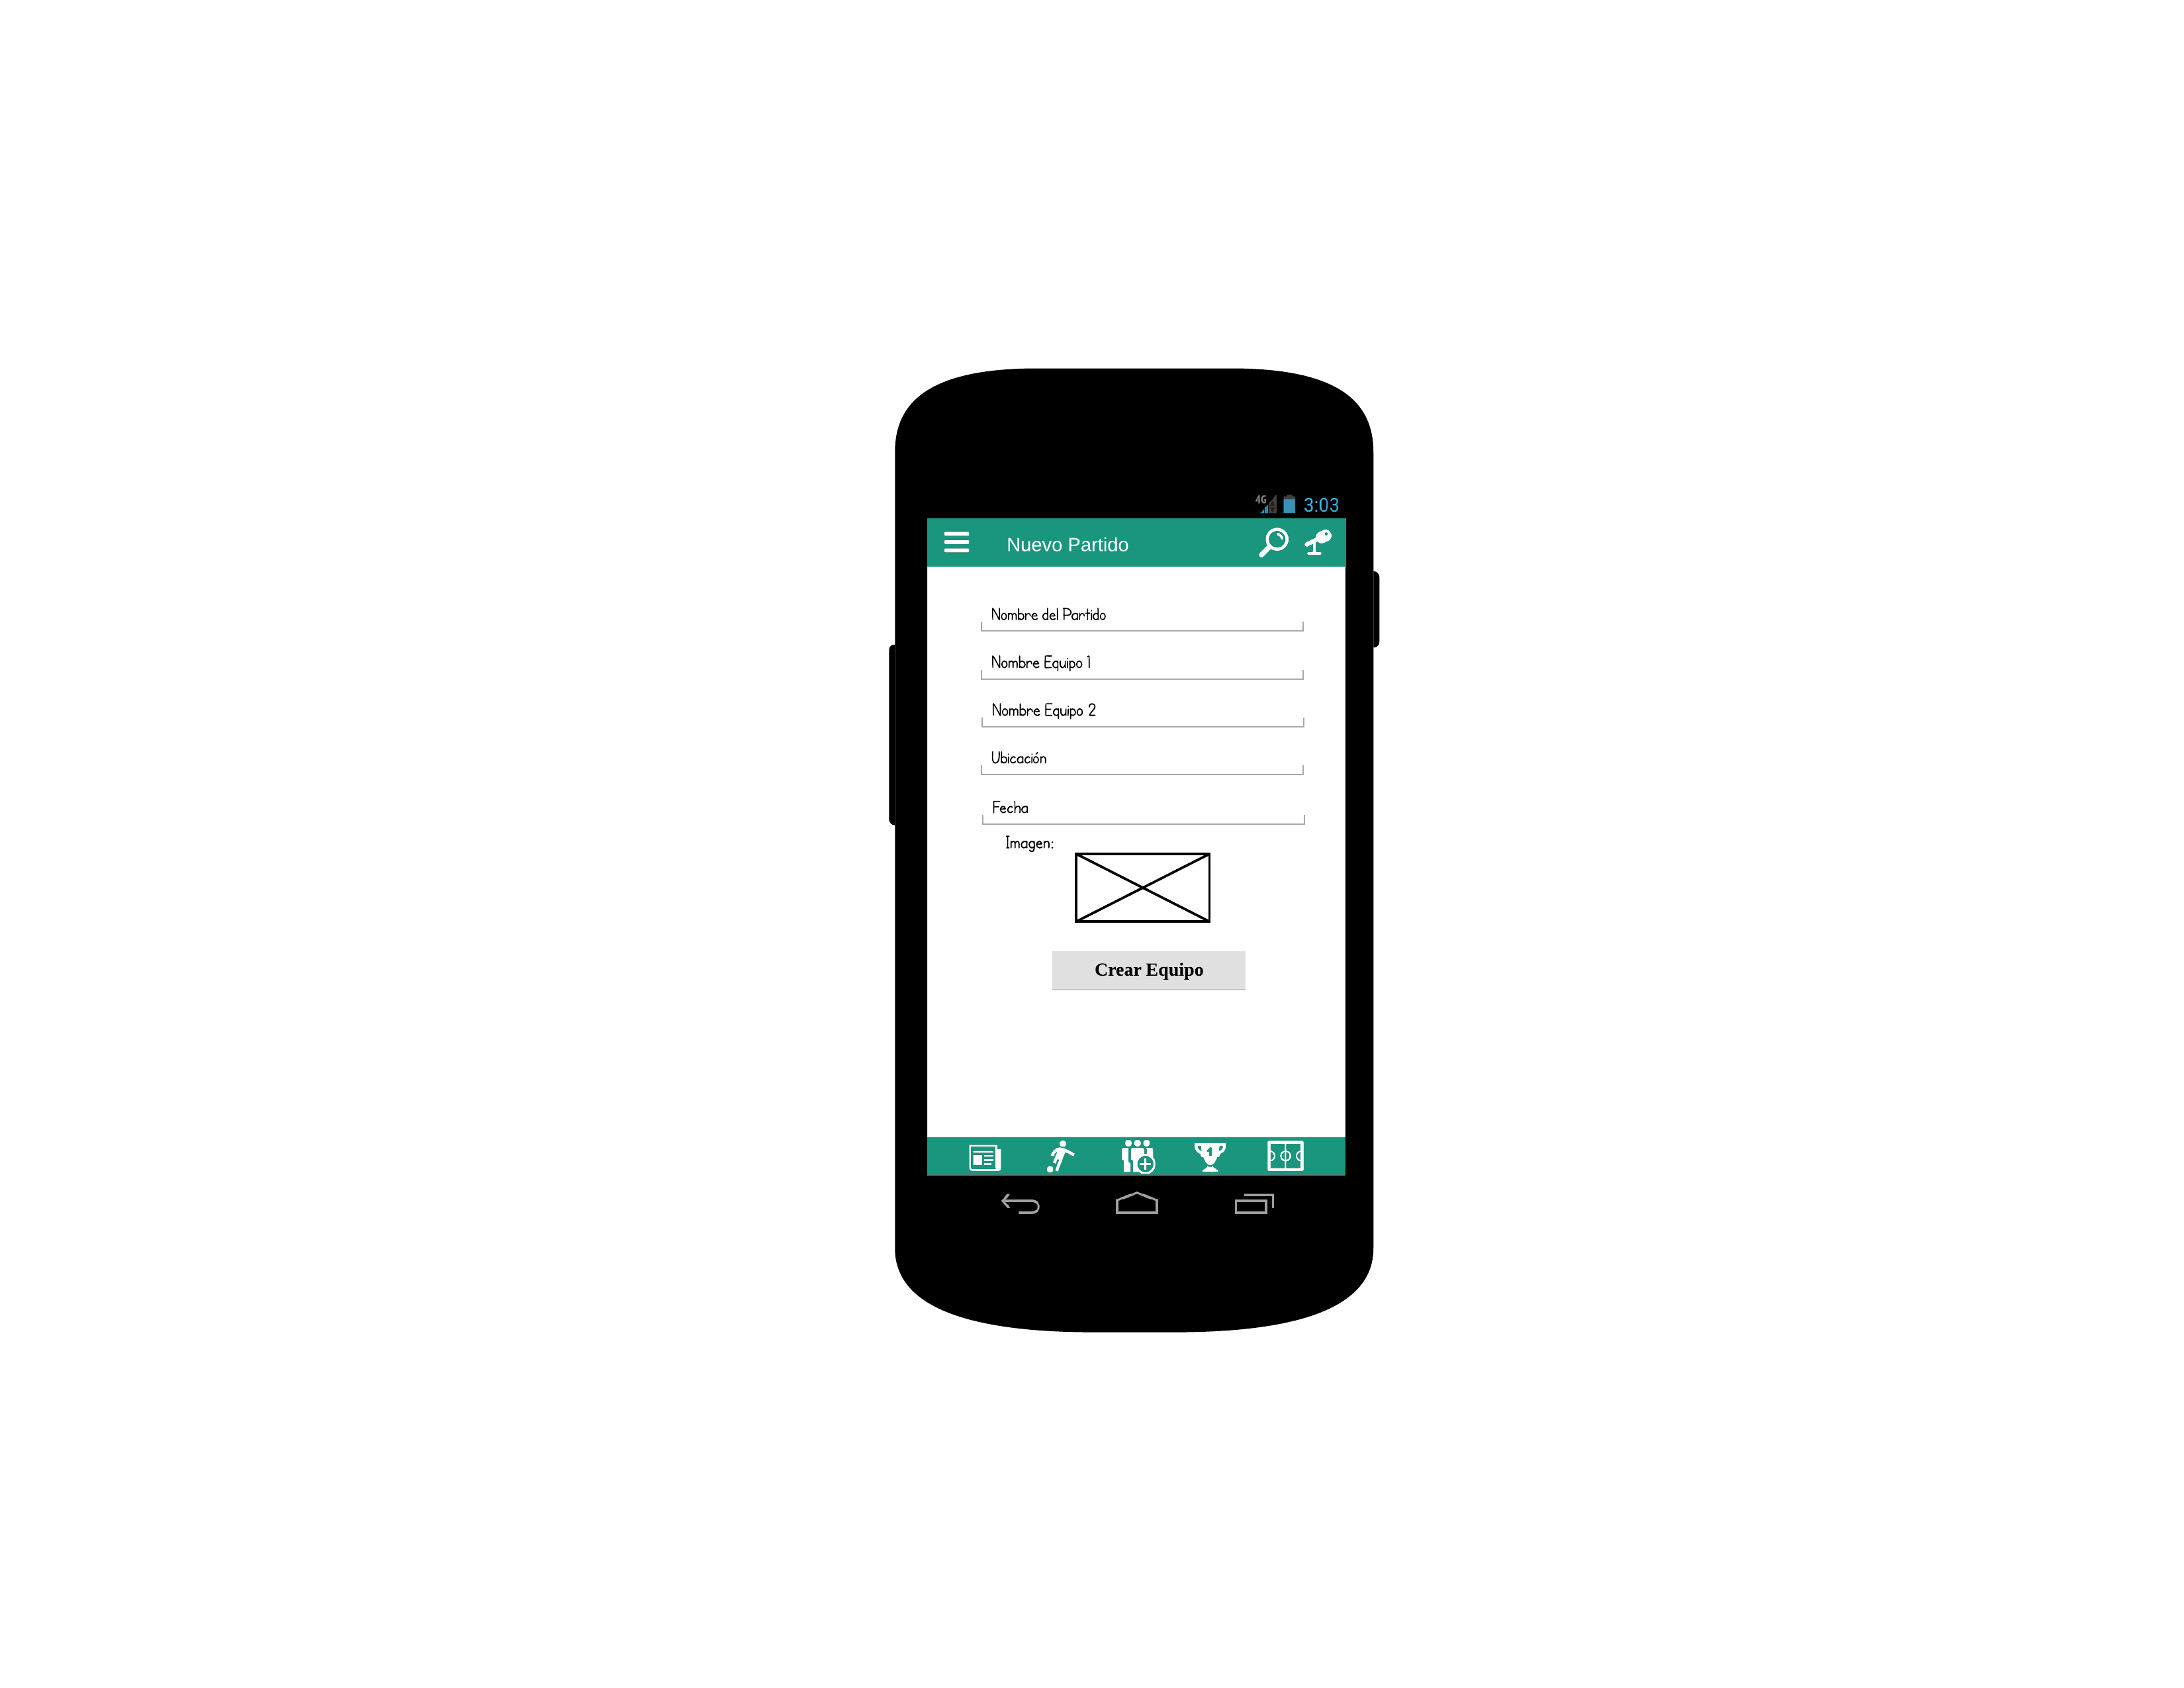 4G 3:03
Nuevo Partido
Nombre del Partido
Nombre Equipo 1
Nombre Equipo 2
Ubicación
Fecha
Imagen:
Crear Equipo
1